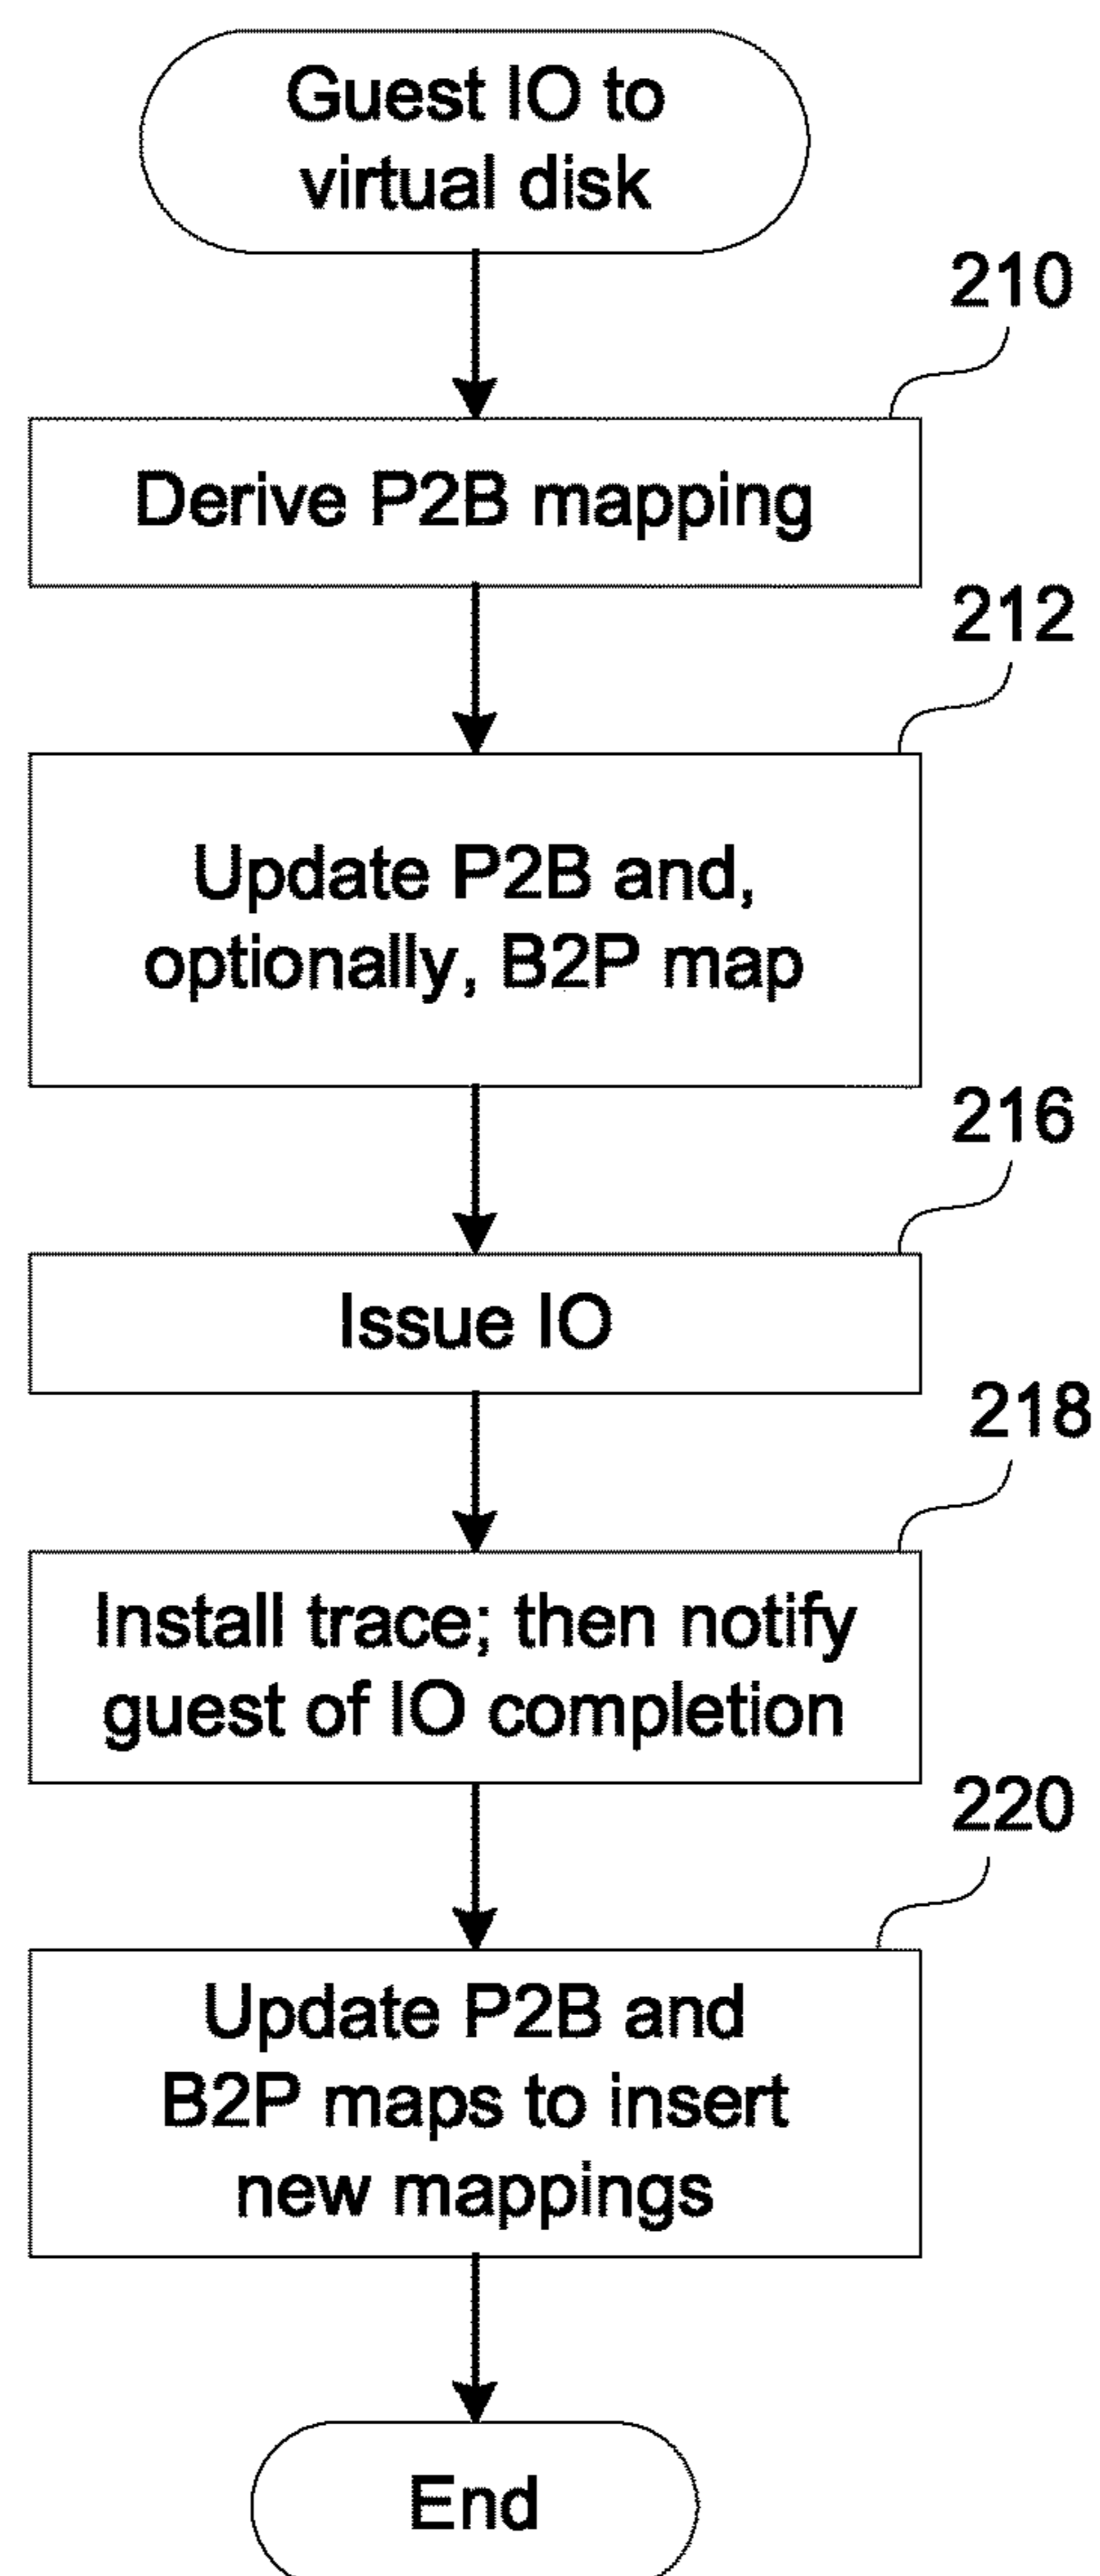 Guest IO to
virtual disk
210
Derive P2B mapping
212
Update P2B and,
optionally, B2P map
216
Issue IO
218
Install trace; then notify
guest of IO completion
220
Update P2B and
B2P maps to insert
new mappings
End